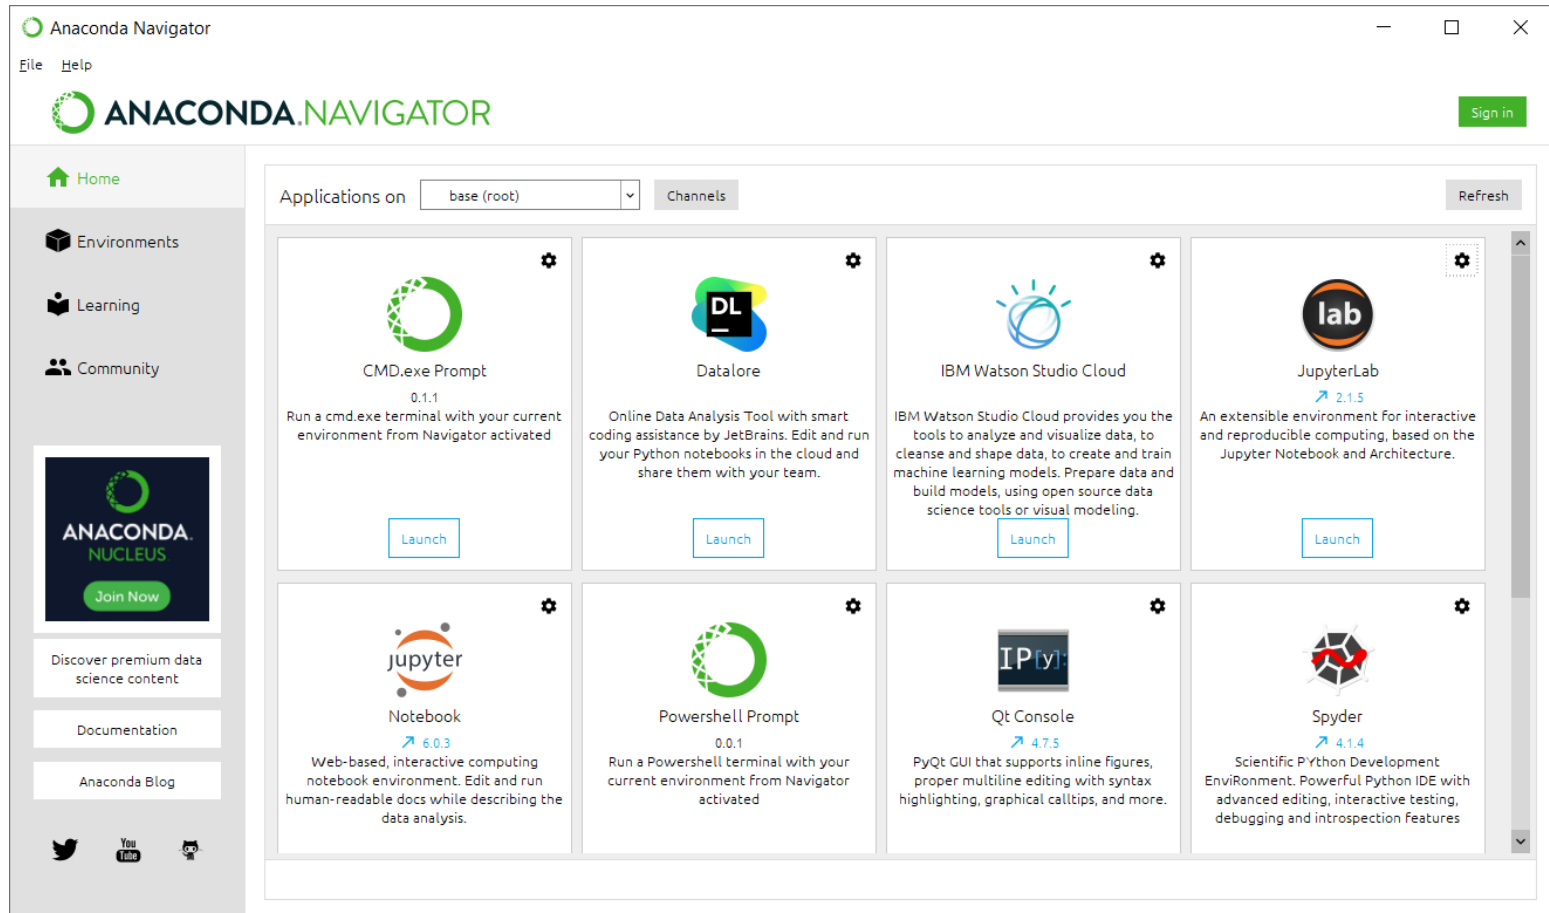 Anaconda Navigator
File Help
ANACONDA.NAVIGATOR
Sign in
Home
Environments
Learning
Community
ANACONDA.
NUCLEUS
Join Now
Discover premium data
science content
Documentation
Anaconda Blog
You
Tube
Applications on base (root) Channels Refresh
CMD.exe Prompt
0.1.1
Run a cmd.exe terminal with your current
environment from Navigator activated
Launch
DL
Datalore
Online Data Analysis Tool with smart
coding assistance by JetBrains. Edit and run
your Python notebooks in the cloud and
share them with your team.
Launch
IBM Watson Studio Cloud
IBM Watson Studio Cloud provides you the
tools to analyze and visualize data, to
cleanse and shape data, to create and train
machine learning models. Prepare data and
build models, using open source data
science tools or visual modeling.
Launch
lab
JupyterLab
2.1.5
An extensible environment for interactive
and reproducible computing, based on the
Jupyter Notebook and Architecture.
Launch
jupyter
Notebook
6.0.3
Web-based, interactive computing
notebook environment. Edit and run
human-readable docs while describing the
data analysis.
Powershell Prompt
0.0.1
Run a Powershell terminal with your
current environment from Navigator
activated
IP[y]:
Qt Console
4.7.5
PyQt GUI that supports inline figures,
proper multiline editing with syntax
highlighting, graphical calltips, and more.
Spyder
4.1.4
Scientific PYthon Development
EnviRonment. Powerful Python IDE with
advanced editing, interactive testing,
debugging and introspection features